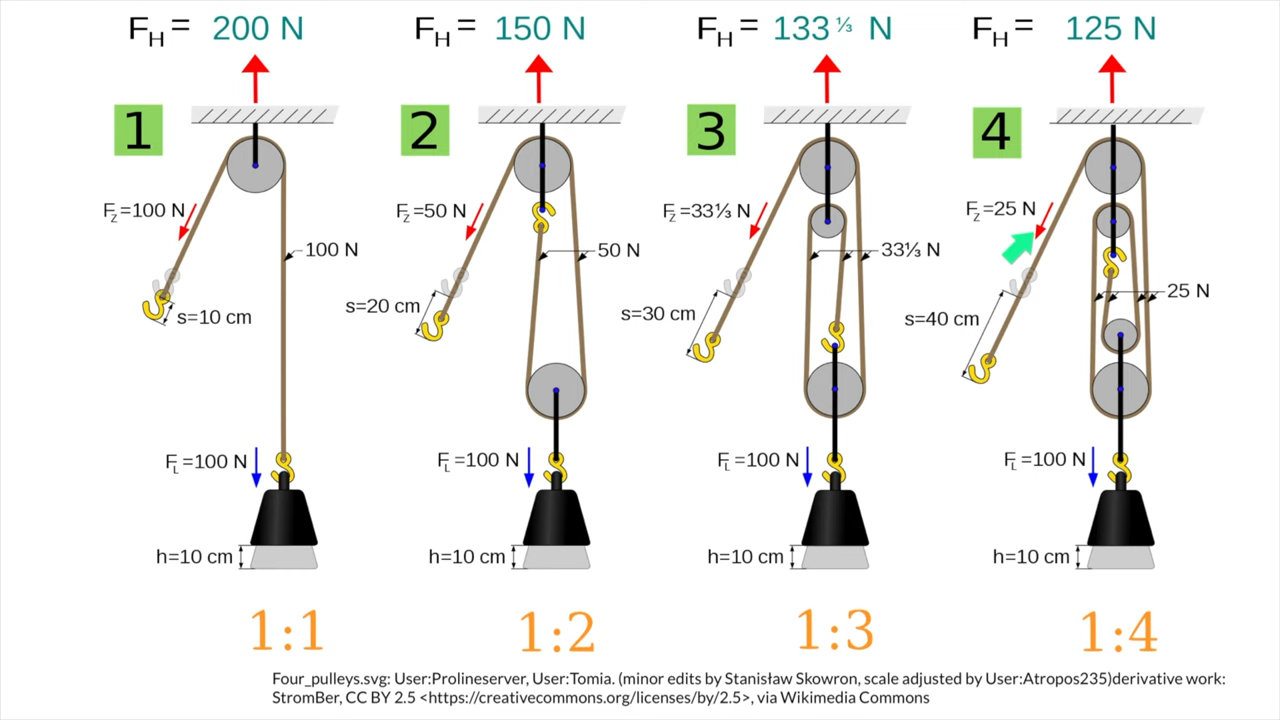 F_H = 200 N
F_H = 150 N
F_H = 133 ⅓ N
F_H = 125 N
1
2
3
4
F_Z=100 N
F_Z=50 N
F_Z=33⅓ N
F_Z=25 N
100 N
50 N
33⅓ N
25 N
s=10 cm
s=20 cm
s=30 cm
s=40 cm
F_L=100 N
F_L=100 N
F_L=100 N
F_L=100 N
h=10 cm
h=10 cm
h=10 cm
h=10 cm
1:1
1:2
1:3
1:4
Four_pulleys.svg: User:Prolineserver, User:Tomia. (minor edits by Stanisław Skowron, scale adjusted by User:Atropos235)derivative work:
StromBer, CC BY 2.5 <https://creativecommons.org/licenses/by/2.5>, via Wikimedia Commons